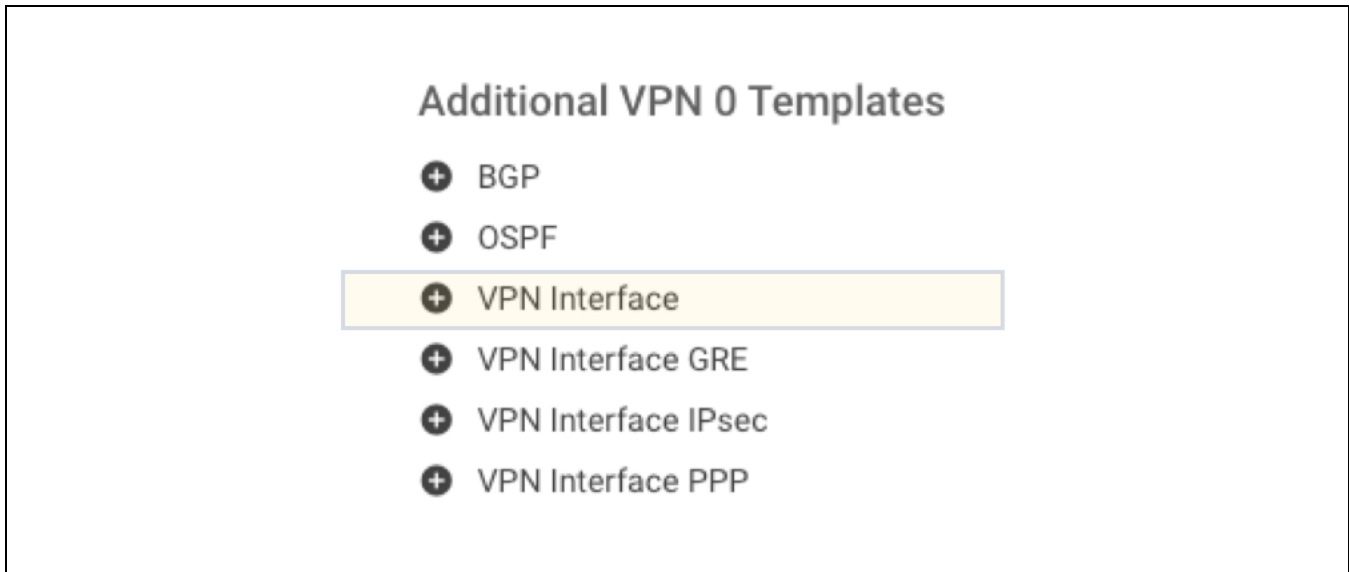 Additional VPN 0 Templates
BGP
OSPF
VPN Interface
VPN Interface GRE
VPN Interface IPsec
VPN Interface PPP